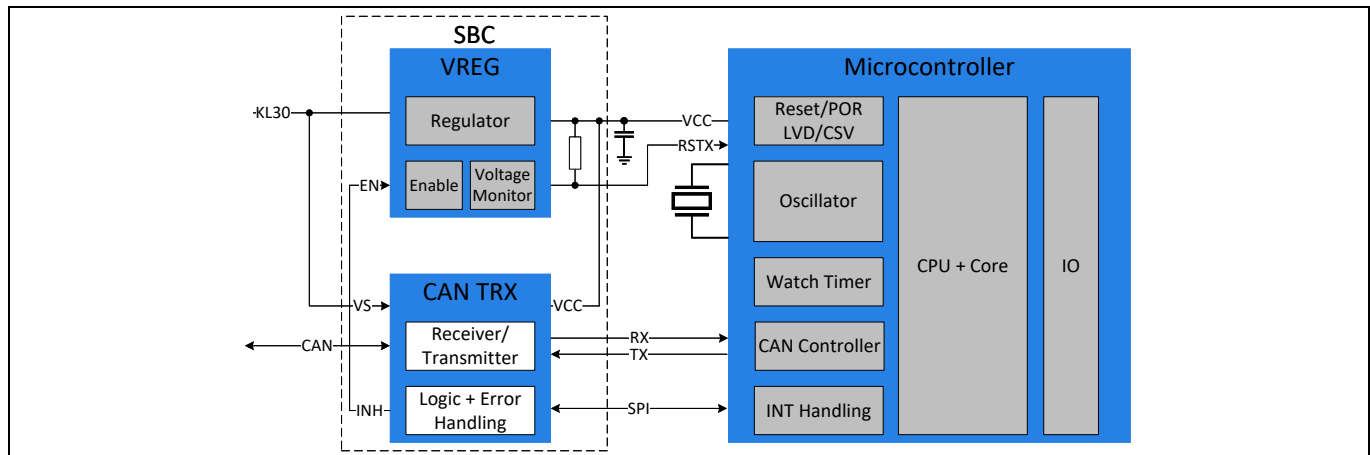 SBC
VREG
Microcontroller
KL30
Regulator
VCC
Reset/POR
LVD/CSV
RSTX
EN
Enable
Voltage
Monitor
Oscillator
CPU + Core
IO
Watch Timer
CAN TRX
VS
VCC
CAN
Receiver/
Transmitter
RX
TX
CAN Controller
INH
Logic + Error
Handling
SPI
INT Handling